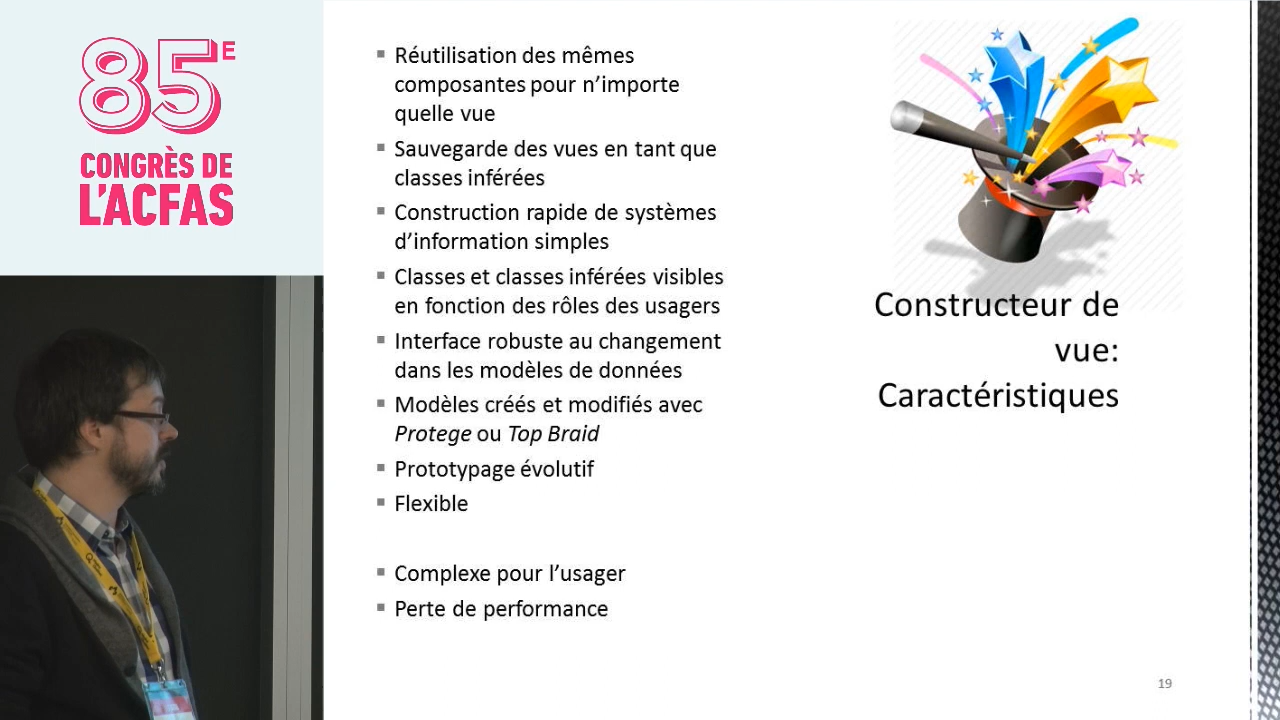 85E
CONGRÈS DE
L'ACFAS
▪ Réutilisation des mêmes
composantes pour n’importe
quelle vue
▪ Sauvegarde des vues en tant que
classes inférées
▪ Construction rapide de systèmes
d’information simples
▪ Classes et classes inférées visibles
en fonction des rôles des usagers
▪ Interface robuste au changement
dans les modèles de données
▪ Modèles créés et modifiés avec
Protege ou Top Braid
▪ Prototypage évolutif
▪ Flexible
▪ Complexe pour l’usager
▪ Perte de performance
Constructeur de
vue:
Caractéristiques
19